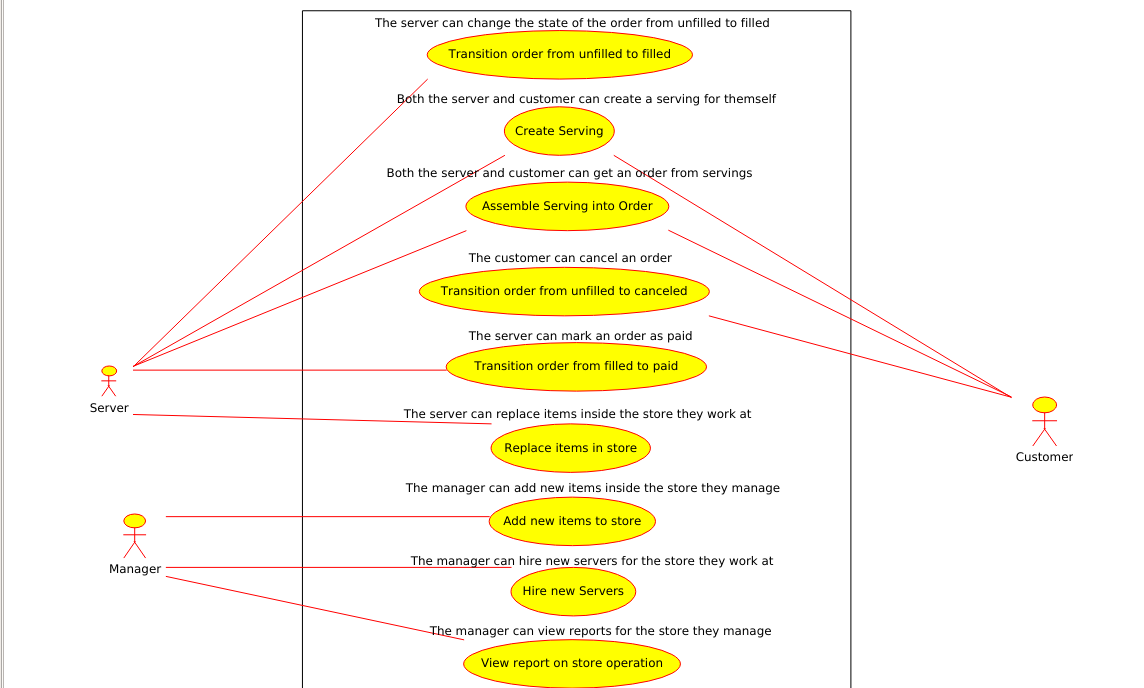 The server can change the state of the order from unfilled to filled
Transition order from unfilled to filled
Both the server and customer can create a serving for themself
Create Serving
Both the server and customer can get an order from servings
Assemble Serving into Order
The customer can cancel an order
Transition order from unfilled to canceled
The server can mark an order as paid
Transition order from filled to paid
Server
The server can replace items inside the store they work at
Replace items in store
Customer
The manager can add new items inside the store they manage
Add new items to store
Manager
The manager can hire new servers for the store they work at
Hire new Servers
The manager can view reports for the store they manage
View report on store operation